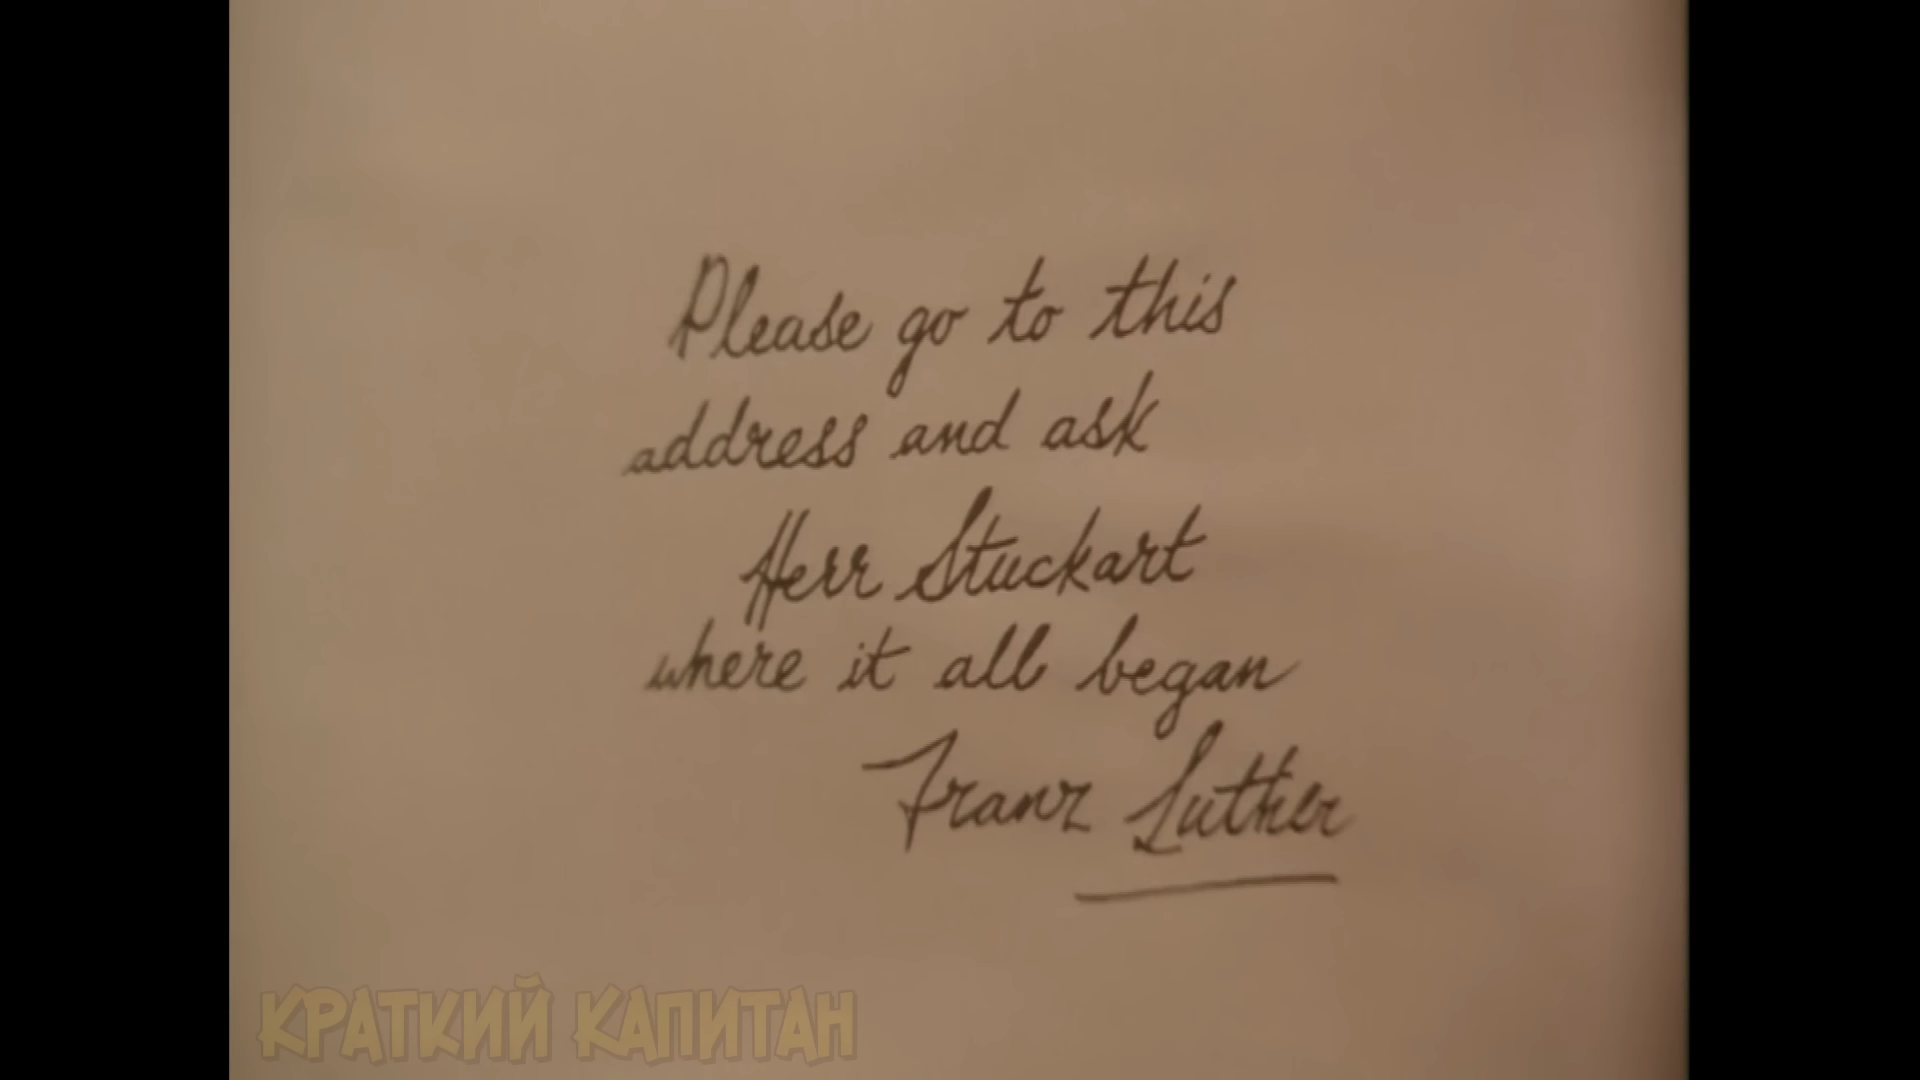 Please go to this
address and ask
Herr Stuckart
where it all began
Franz Luther
КРАТКИЙ КАПИТАН